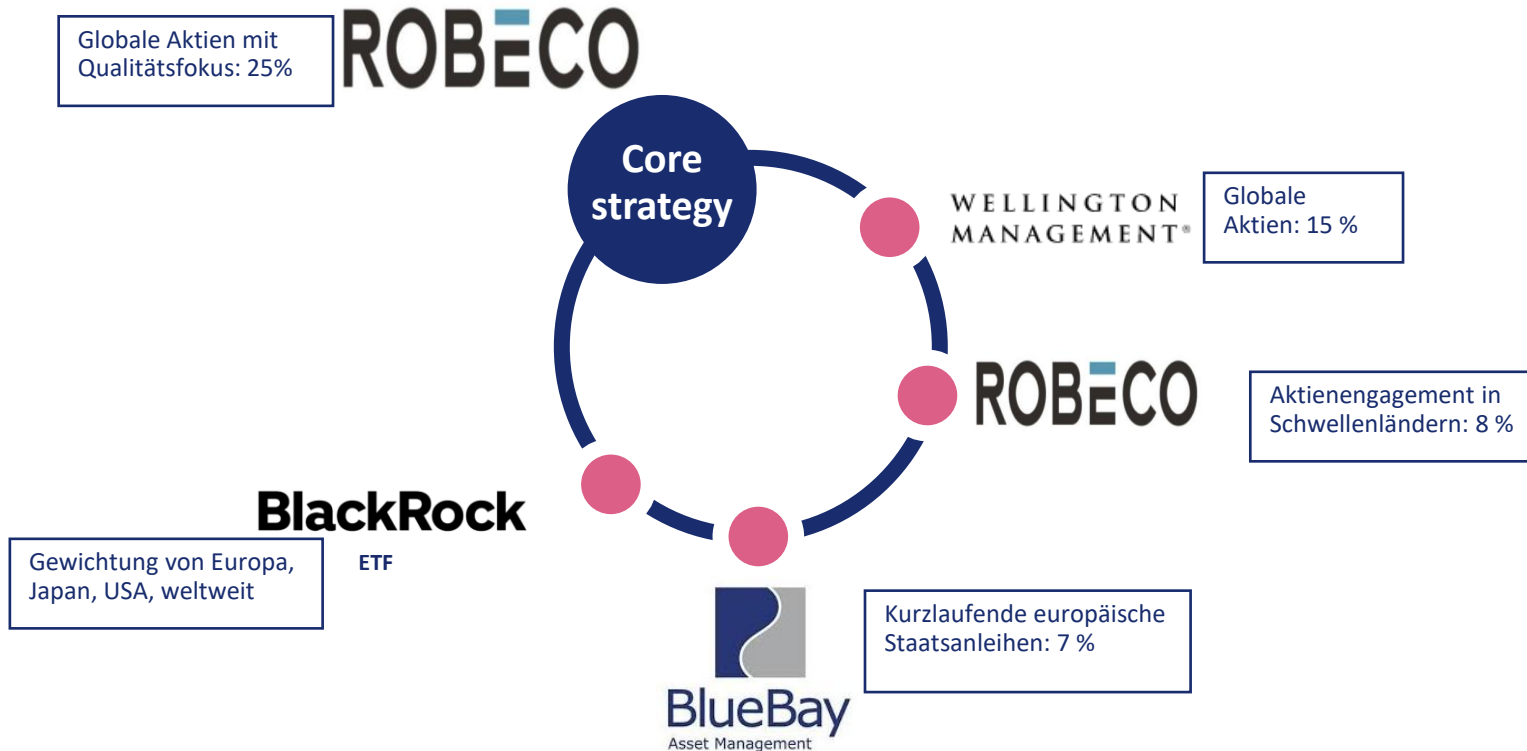 Globale Aktien mit
Qualitätsfokus: 25%
ROBECO
Core
strategy
WELLINGTON
MANAGEMENT®
Globale
Aktien: 15 %
ROBECO
Aktienengagement in
Schwellenländern: 8 %
BlackRock
ETF
Gewichtung von Europa,
Japan, USA, weltweit
Kurzlaufende europäische
Staatsanleihen: 7 %
BlueBay
Asset Management